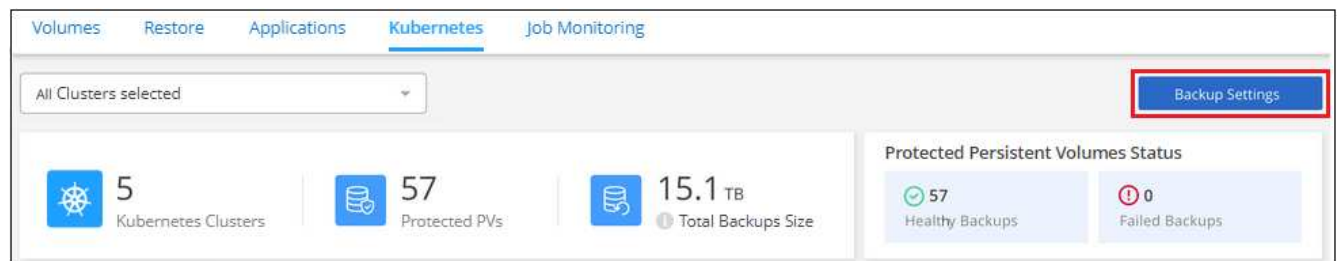 Volumes Restore Applications Kubernetes Job Monitoring
All Clusters selected
Backup Settings
5
Kubernetes Clusters
57
Protected PVs
15.1 TB
Total Backups Size
Protected Persistent Volumes Status
57
Healthy Backups
0
Failed Backups